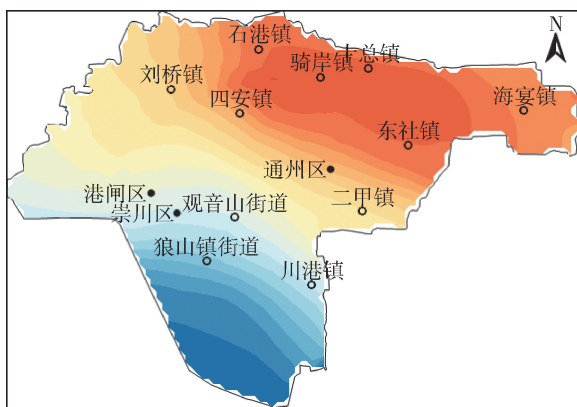 N
石港镇
十总镇
骑岸镇
刘桥镇
四安镇
海宴镇
东社镇
通州区
港闸区
观音山街道
二甲镇
崇川区
狼山镇街道
川港镇